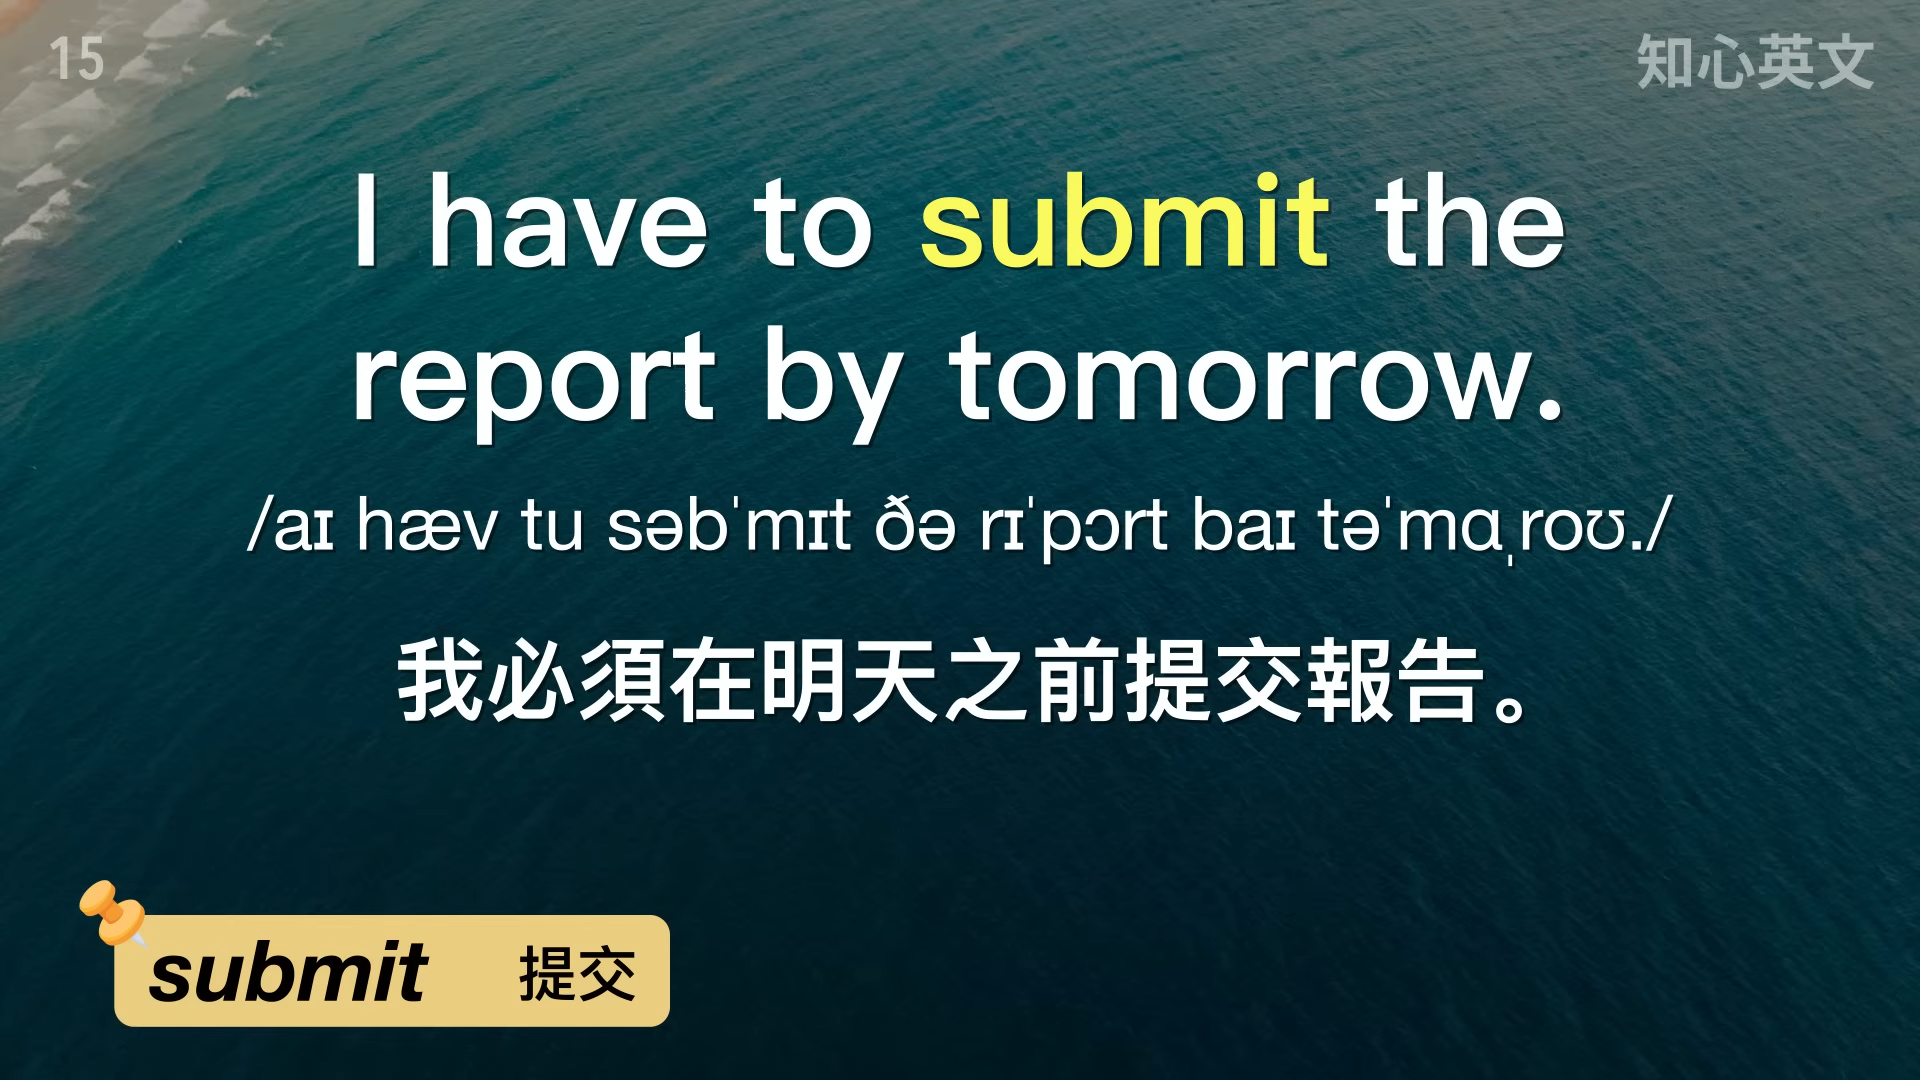 15
知心英文
I have to submit the
report by tomorrow.
/aɪ hæv tu səbˈmɪt ðə rɪˈpɔrt baɪ təˈmɑˌroʊ./
我必須在明天之前提交報告。
submit 提交